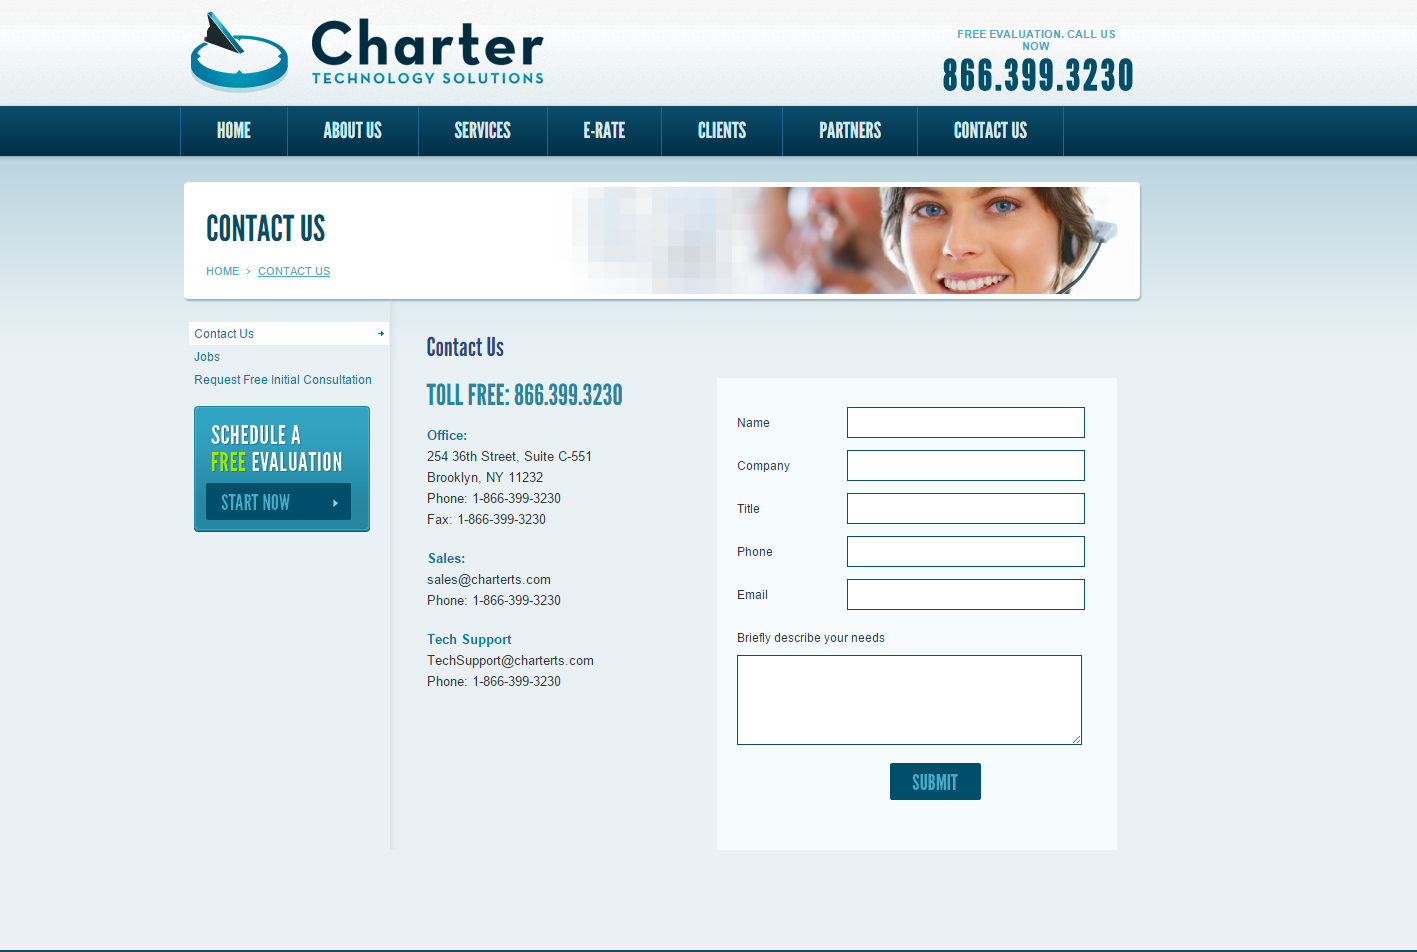 Charter
TECHNOLOGY SOLUTIONS
FREE EVALUATION. CALL US
NOW
866.399.3230
HOME
ABOUT US
SERVICES
E-RATE
CLIENTS
PARTNERS
CONTACT US
CONTACT US
HOME > CONTACT US
Contact Us
Jobs
Request Free Initial Consultation
SCHEDULE A
FREE EVALUATION
START NOW
Contact Us
TOLL FREE: 866.399.3230
Office:
254 36th Street, Suite C-551
Brooklyn, NY 11232
Phone: 1-866-399-3230
Fax: 1-866-399-3230
Sales:
sales@charterts.com
Phone: 1-866-399-3230
Tech Support
TechSupport@charterts.com
Phone: 1-866-399-3230
Name
Company
Title
Phone
Email
Briefly describe your needs
SUBMIT